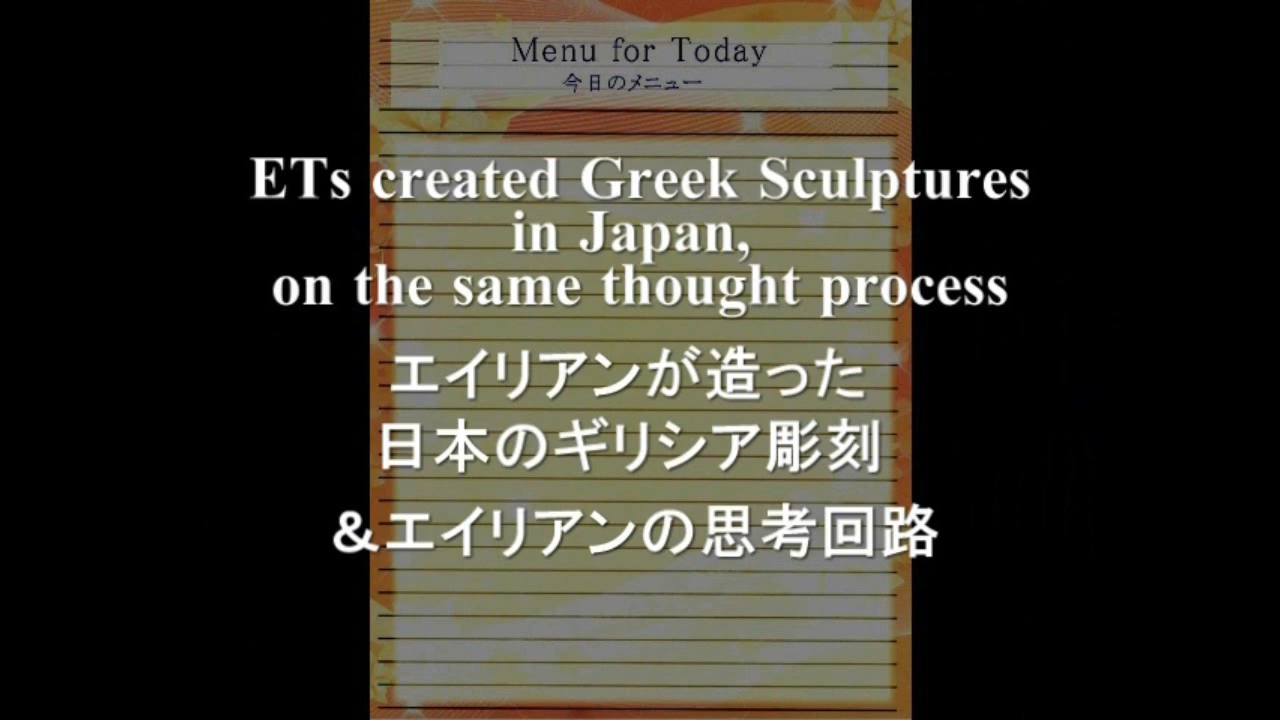 Menu for Today
今日のメニュー
ETs created Greek Sculptures
in Japan,
on the same thought process
エイリアンが造った
日本のギリシア彫刻
＆エイリアンの思考回路